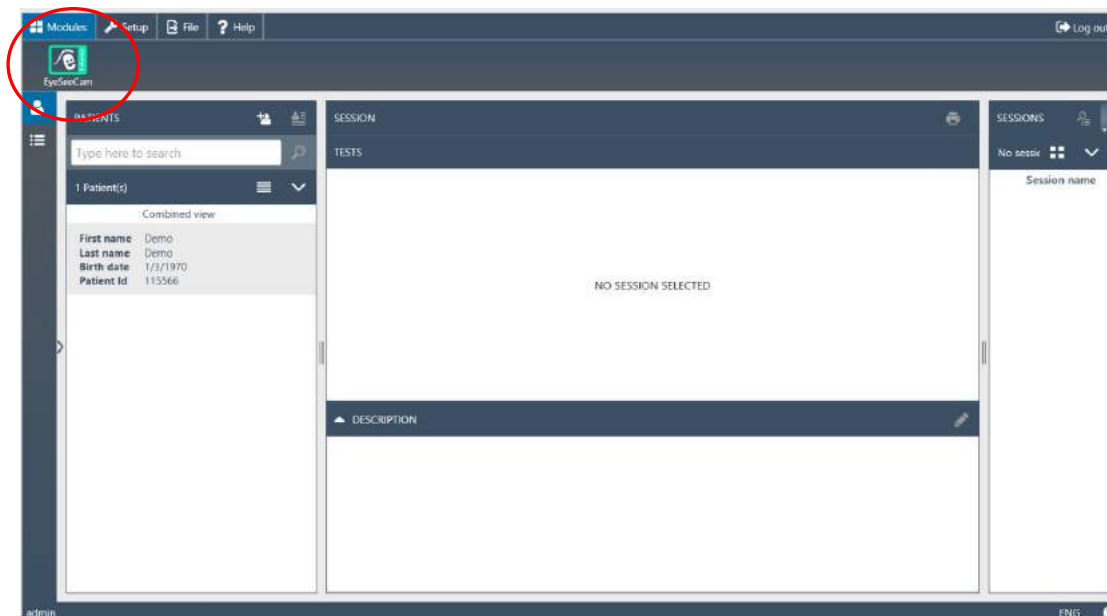 Modules Setup File ? Help Log out
EyeSeeCam
PATIENTS
Type here to search
1 Patient(s)
Combined view
First name Demo
Last name Demo
Birth date 1/3/1970
Patient Id 115566
SESSION
TESTS
NO SESSION SELECTED
DESCRIPTION
SESSIONS
No sessic
Session name
admin
ENG